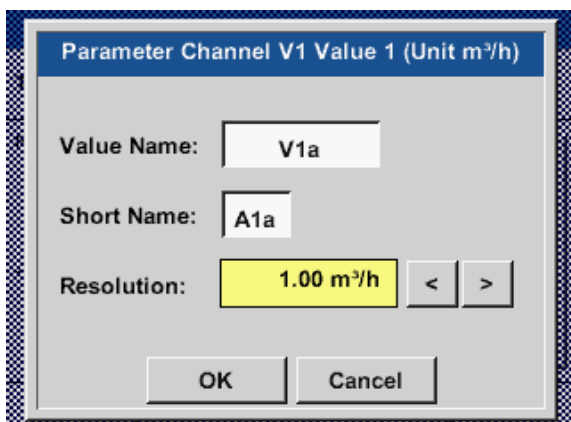 Parameter Channel V1 Value 1 (Unit m³/h)
Value Name: V1a
Short Name: A1a
Resolution: 1.00 m³/h < >
OK Cancel